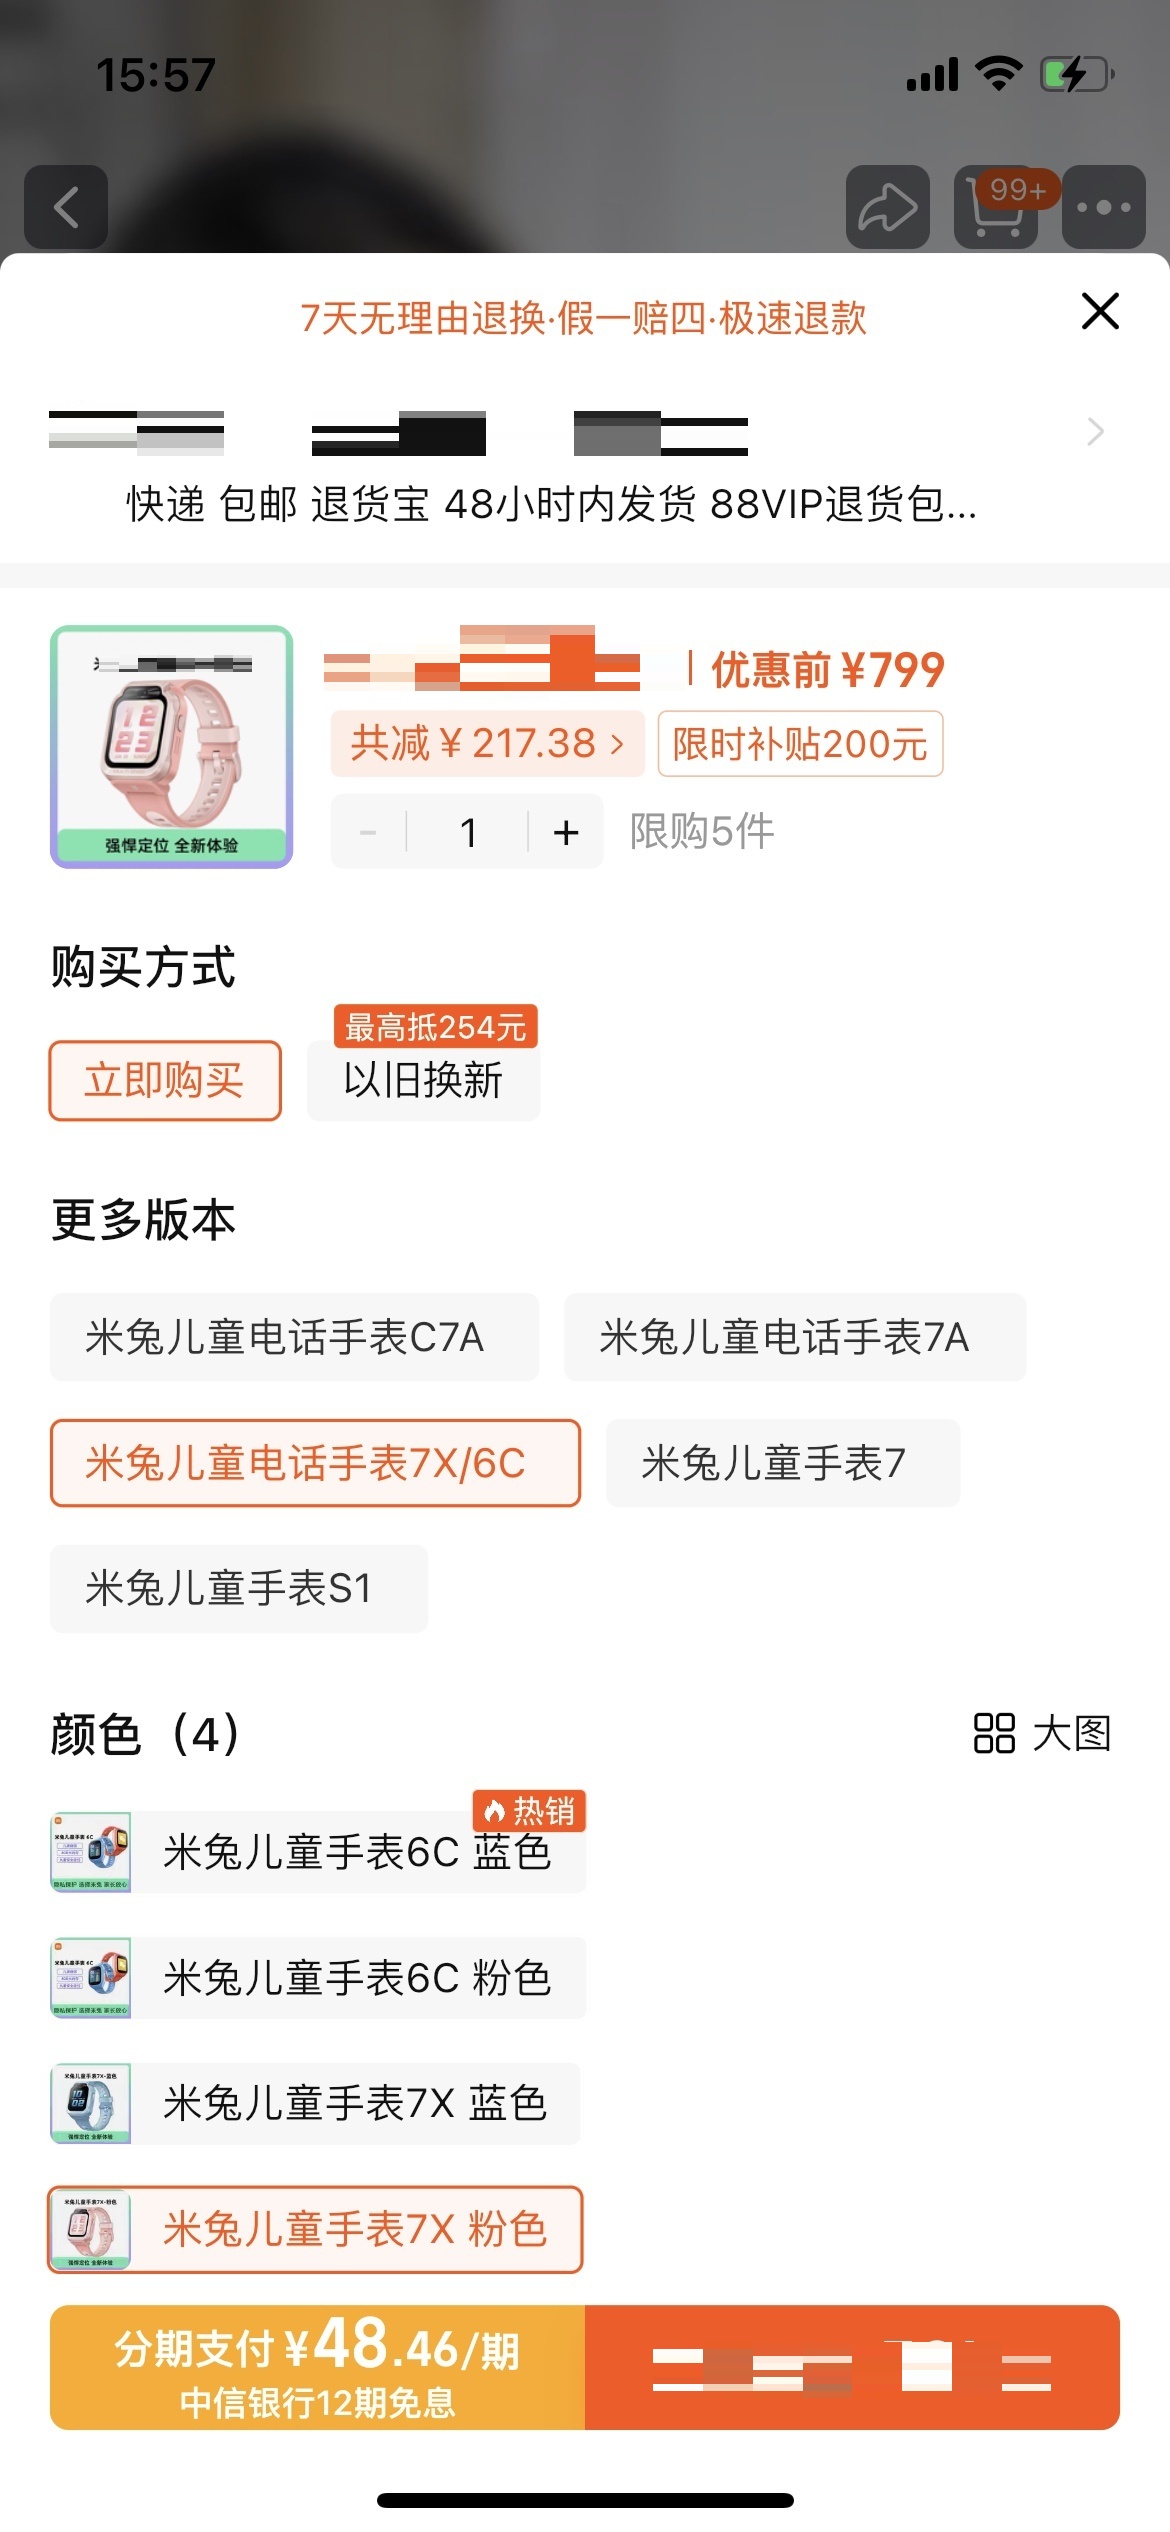 15:57
99+
7天无理由退换·假一赔四·极速退款
快递 包邮 退货宝 48小时内发货 88VIP退货包...
优惠前 ¥799
共减 ¥ 217.38 >
限时补贴200元
- 1 + 限购5件
强悍定位 全新体验
购买方式
最高抵254元
立即购买 以旧换新
更多版本
米兔儿童电话手表C7A 米兔儿童电话手表7A
米兔儿童电话手表7X/6C 米兔儿童手表7
米兔儿童手表S1
颜色（4） 大图
热销
米兔儿童手表6C 蓝色
米兔儿童手表6C 粉色
米兔儿童手表7X 蓝色
米兔儿童手表7X 粉色
分期支付 ¥48.46/期
中信银行12期免息